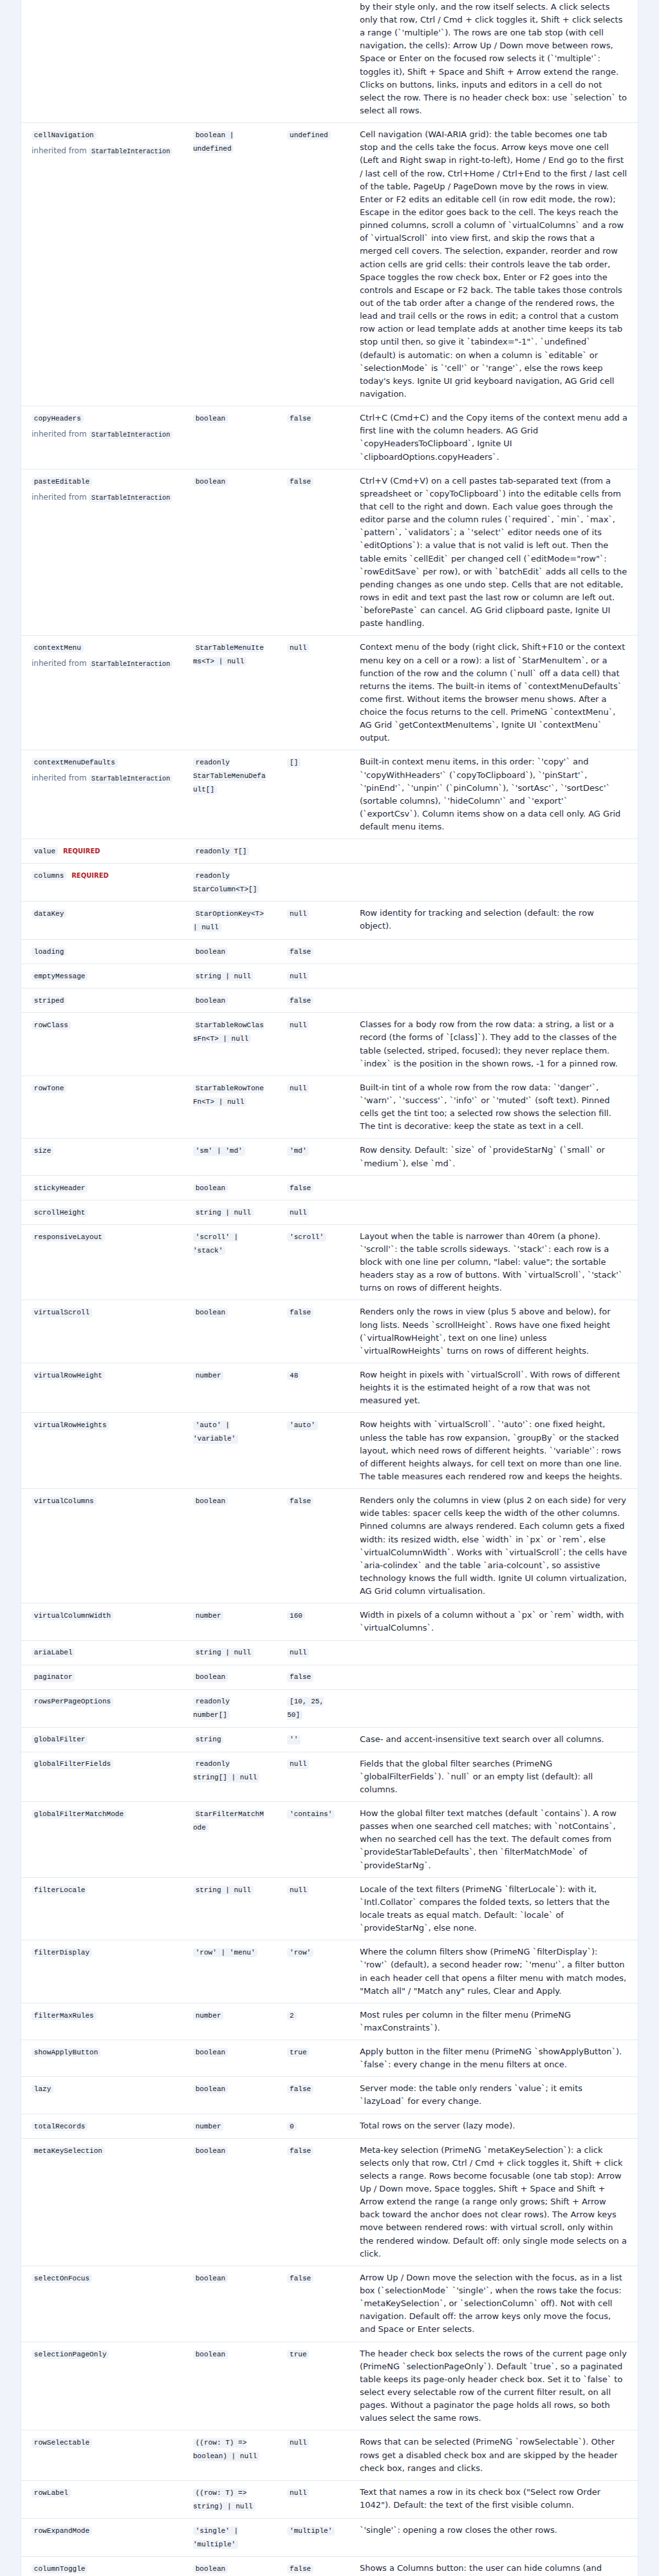 by their style only, and the row itself selects. A click selects
only that row, Ctrl / Cmd + click toggles it, Shift + click selects
a range (`'multiple'`). The rows are one tab stop (with cell
navigation, the cells): Arrow Up / Down move between rows,
Space or Enter on the focused row selects it (`'multiple'`:
toggles it), Shift + Space and Shift + Arrow extend the range.
Clicks on buttons, links, inputs and editors in a cell do not
select the row. There is no header check box: use `selection` to
select all rows.
cellNavigation
inherited from StarTableInteraction
boolean |
undefined
undefined
Cell navigation (WAI-ARIA grid): the table becomes one tab
stop and the cells take the focus. Arrow keys move one cell
(Left and Right swap in right-to-left), Home / End go to the first
/ last cell of the row, Ctrl+Home / Ctrl+End to the first / last cell
of the table, PageUp / PageDown move by the rows in view.
Enter or F2 edits an editable cell (in row edit mode, the row);
Escape in the editor goes back to the cell. The keys reach the
pinned columns, scroll a column of `virtualColumns` and a row
of `virtualScroll` into view first, and skip the rows that a
merged cell covers. The selection, expander, reorder and row
action cells are grid cells: their controls leave the tab order,
Space toggles the row check box, Enter or F2 goes into the
controls and Escape or F2 back. The table takes those controls
out of the tab order after a change of the rendered rows, the
lead and trail cells or the rows in edit; a control that a custom
row action or lead template adds at another time keeps its tab
stop until then, so give it `tabindex="-1"`. `undefined`
(default) is automatic: on when a column is `editable` or
`selectionMode` is `'cell'` or `'range'`, else the rows keep
today's keys. Ignite UI grid keyboard navigation, AG Grid cell
navigation.
copyHeaders
inherited from StarTableInteraction
boolean
false
Ctrl+C (Cmd+C) and the Copy items of the context menu add a
first line with the column headers. AG Grid
`copyHeadersToClipboard`, Ignite UI
`clipboardOptions.copyHeaders`.
pasteEditable
inherited from StarTableInteraction
boolean
false
Ctrl+V (Cmd+V) on a cell pastes tab-separated text (from a
spreadsheet or `copyToClipboard`) into the editable cells from
that cell to the right and down. Each value goes through the
editor parse and the column rules (`required`, `min`, `max`,
`pattern`, `validators`; a `'select'` editor needs one of its
`editOptions`): a value that is not valid is left out. Then the
table emits `cellEdit` per changed cell (`editMode="row"`:
`rowEditSave` per row), or with `batchEdit` adds all cells to the
pending changes as one undo step. Cells that are not editable,
rows in edit and text past the last row or column are left out.
`beforePaste` can cancel. AG Grid clipboard paste, Ignite UI
paste handling.
contextMenu
inherited from StarTableInteraction
StarTableMenuIte
ms<T> | null
null
Context menu of the body (right click, Shift+F10 or the context
menu key on a cell or a row): a list of `StarMenuItem`, or a
function of the row and the column (`null` off a data cell) that
returns the items. The built-in items of `contextMenuDefaults`
come first. Without items the browser menu shows. After a
choice the focus returns to the cell. PrimeNG `contextMenu`,
AG Grid `getContextMenuItems`, Ignite UI `contextMenu`
output.
contextMenuDefaults
inherited from StarTableInteraction
readonly
StarTableMenuDefa
ult[]
[]
Built-in context menu items, in this order: `'copy'` and
`'copyWithHeaders'` (`copyToClipboard`), `'pinStart'`,
`'pinEnd'`, `'unpin'` (`pinColumn`), `'sortAsc'`, `'sortDesc'`
(sortable columns), `'hideColumn'` and `'export'`
(`exportCsv`). Column items show on a data cell only. AG Grid
default menu items.
value REQUIRED
readonly T[]
columns REQUIRED
readonly
StarColumn<T>[]
dataKey
StarOptionKey<T>
| null
null
Row identity for tracking and selection (default: the row
object).
loading
boolean
false
emptyMessage
string | null
null
striped
boolean
false
rowClass
StarTableRowClas
sFn<T> | null
null
Classes for a body row from the row data: a string, a list or a
record (the forms of `[class]`). They add to the classes of the
table (selected, striped, focused); they never replace them.
`index` is the position in the shown rows, -1 for a pinned row.
rowTone
StarTableRowTone
Fn<T> | null
null
Built-in tint of a whole row from the row data: `'danger'`,
`'warn'`, `'success'`, `'info'` or `'muted'` (soft text). Pinned
cells get the tint too; a selected row shows the selection fill.
The tint is decorative: keep the state as text in a cell.
size
'sm' | 'md'
'md'
Row density. Default: `size` of `provideStarNg` (`small` or
`medium`), else `md`.
stickyHeader
boolean
false
scrollHeight
string | null
null
responsiveLayout
'scroll' |
'stack'
'scroll'
Layout when the table is narrower than 40rem (a phone).
`'scroll'`: the table scrolls sideways. `'stack'`: each row is a
block with one line per column, "label: value"; the sortable
headers stay as a row of buttons. With `virtualScroll`, `'stack'`
turns on rows of different heights.
virtualScroll
boolean
false
Renders only the rows in view (plus 5 above and below), for
long lists. Needs `scrollHeight`. Rows have one fixed height
(`virtualRowHeight`, text on one line) unless
`virtualRowHeights` turns on rows of different heights.
virtualRowHeight
number
48
Row height in pixels with `virtualScroll`. With rows of different
heights it is the estimated height of a row that was not
measured yet.
virtualRowHeights
'auto' |
'variable'
'auto'
Row heights with `virtualScroll`. `'auto'`: one fixed height,
unless the table has row expansion, `groupBy` or the stacked
layout, which need rows of different heights. `'variable'`: rows
of different heights always, for cell text on more than one line.
The table measures each rendered row and keeps the heights.
virtualColumns
boolean
false
Renders only the columns in view (plus 2 on each side) for very
wide tables: spacer cells keep the width of the other columns.
Pinned columns are always rendered. Each column gets a fixed
width: its resized width, else `width` in `px` or `rem`, else
`virtualColumnWidth`. Works with `virtualScroll`; the cells have
`aria-colindex` and the table `aria-colcount`, so assistive
technology knows the full width. Ignite UI column virtualization,
AG Grid column virtualisation.
virtualColumnWidth
number
160
Width in pixels of a column without a `px` or `rem` width, with
`virtualColumns`.
ariaLabel
string | null
null
paginator
boolean
false
rowsPerPageOptions
readonly
number[]
[10, 25,
50]
globalFilter
string
''
Case- and accent-insensitive text search over all columns.
globalFilterFields
readonly
string[] | null
null
Fields that the global filter searches (PrimeNG
`globalFilterFields`). `null` or an empty list (default): all
columns.
globalFilterMatchMode
StarFilterMatchM
ode
'contains'
How the global filter text matches (default `contains`). A row
passes when one searched cell matches; with `notContains`,
when no searched cell has the text. The default comes from
`provideStarTableDefaults`, then `filterMatchMode` of
`provideStarNg`.
filterLocale
string | null
null
Locale of the text filters (PrimeNG `filterLocale`): with it,
`Intl.Collator` compares the folded texts, so letters that the
locale treats as equal match. Default: `locale` of
`provideStarNg`, else none.
filterDisplay
'row' | 'menu'
'row'
Where the column filters show (PrimeNG `filterDisplay`):
`'row'` (default), a second header row; `'menu'`, a filter button
in each header cell that opens a filter menu with match modes,
"Match all" / "Match any" rules, Clear and Apply.
filterMaxRules
number
2
Most rules per column in the filter menu (PrimeNG
`maxConstraints`).
showApplyButton
boolean
true
Apply button in the filter menu (PrimeNG `showApplyButton`).
`false`: every change in the menu filters at once.
lazy
boolean
false
Server mode: the table only renders `value`; it emits
`lazyLoad` for every change.
totalRecords
number
0
Total rows on the server (lazy mode).
metaKeySelection
boolean
false
Meta-key selection (PrimeNG `metaKeySelection`): a click
selects only that row, Ctrl / Cmd + click toggles it, Shift + click
selects a range. Rows become focusable (one tab stop): Arrow
Up / Down move, Space toggles, Shift + Space and Shift +
Arrow extend the range (a range only grows; Shift + Arrow
back toward the anchor does not clear rows). The Arrow keys
move between rendered rows: with virtual scroll, only within
the rendered window. Default off: only single mode selects on a
click.
selectOnFocus
boolean
false
Arrow Up / Down move the selection with the focus, as in a list
box (`selectionMode` `'single'`, when the rows take the focus:
`metaKeySelection`, or `selectionColumn` off). Not with cell
navigation. Default off: the arrow keys only move the focus,
and Space or Enter selects.
selectionPageOnly
boolean
true
The header check box selects the rows of the current page only
(PrimeNG `selectionPageOnly`). Default `true`, so a paginated
table keeps its page-only header check box. Set it to `false` to
select every selectable row of the current filter result, on all
pages. Without a paginator the page holds all rows, so both
values select the same rows.
rowSelectable
((row: T) =>
boolean) | null
null
Rows that can be selected (PrimeNG `rowSelectable`). Other
rows get a disabled check box and are skipped by the header
check box, ranges and clicks.
rowLabel
((row: T) =>
string) | null
null
Text that names a row in its check box ("Select row Order
1042"). Default: the text of the first visible column.
rowExpandMode
'single' |
'multiple'
'multiple'
`'single'`: opening a row closes the other rows.
columnToggle
boolean
false
Shows a Columns button: the user can hide columns (and